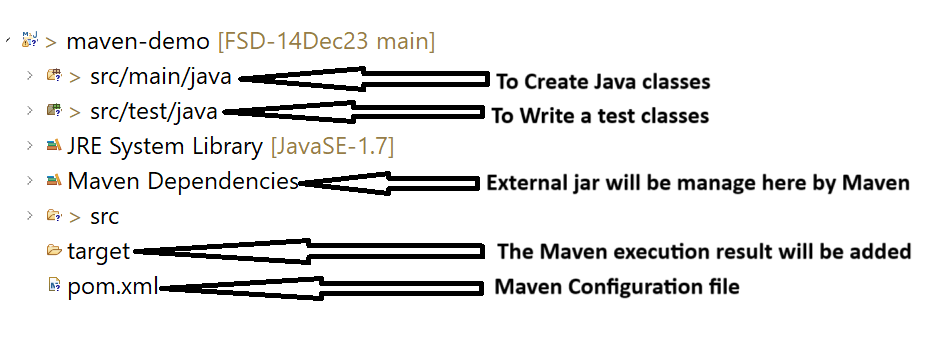 > maven-demo [FSD-14Dec23 main]
> src/main/java To Create Java classes
> src/test/java To Write a test classes
JRE System Library [JavaSE-1.7]
Maven Dependencies External jar will be manage here by Maven
> src
target The Maven execution result will be added
pom.xml Maven Configuration file